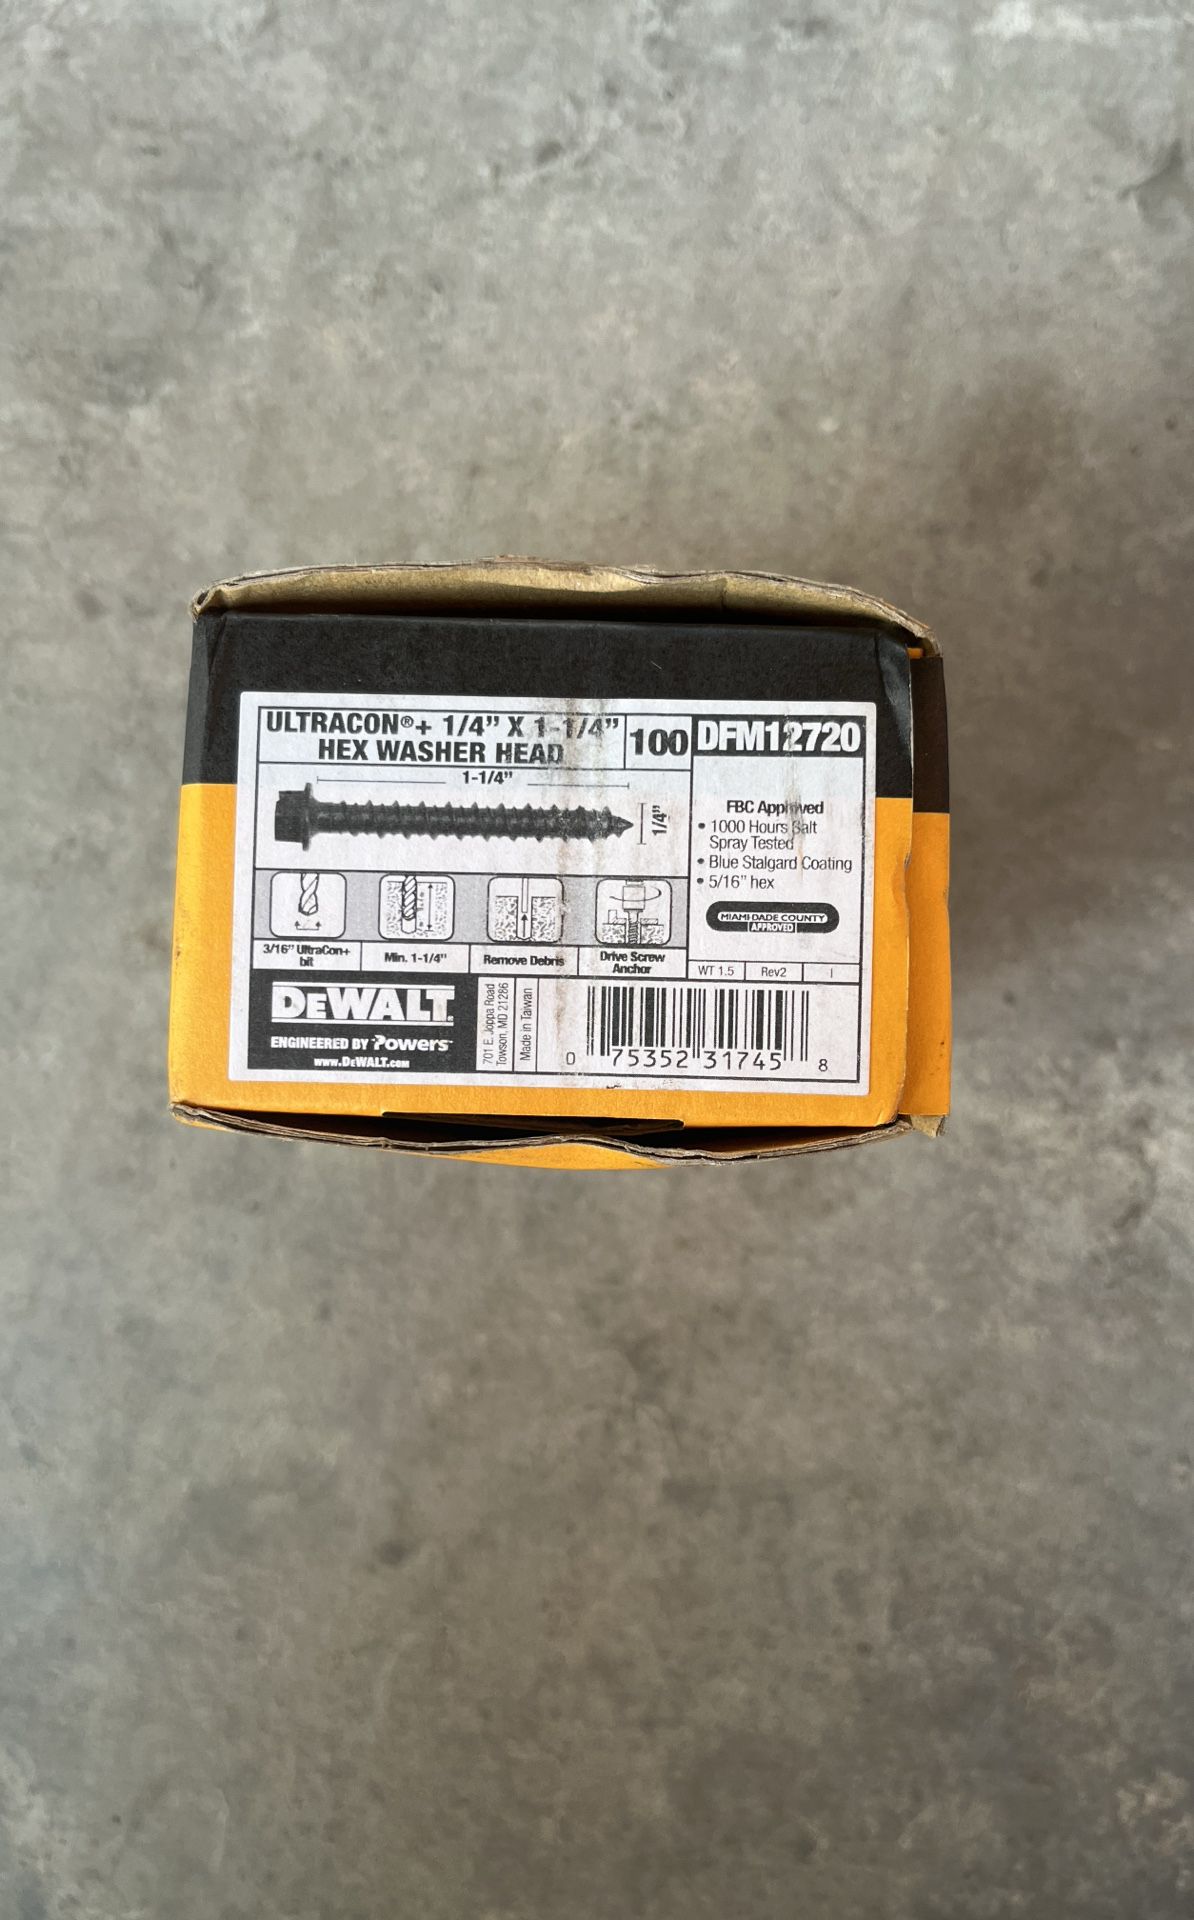 ULTRACON®+ 1/4" X 1-1/4"
HEX WASHER HEAD
100
DFM12720
1-1/4"
1/4"
FBC Approved
• 1000 Hours Salt
Spray Tested
• Blue Stalgard Coating
• 5/16" hex
MIAMI-DADE COUNTY
APPROVED
3/16" UltraCon+
bit
Min. 1-1/4"
Remove Debris
Drive Screw
Anchor
WT 1.5
Rev2
I
DEWALT
ENGINEERED BY Powers
www.DEWALT.com
701 E. Joppa Road
Towson, MD 21286
Made in Taiwan
0 75352 31745 8